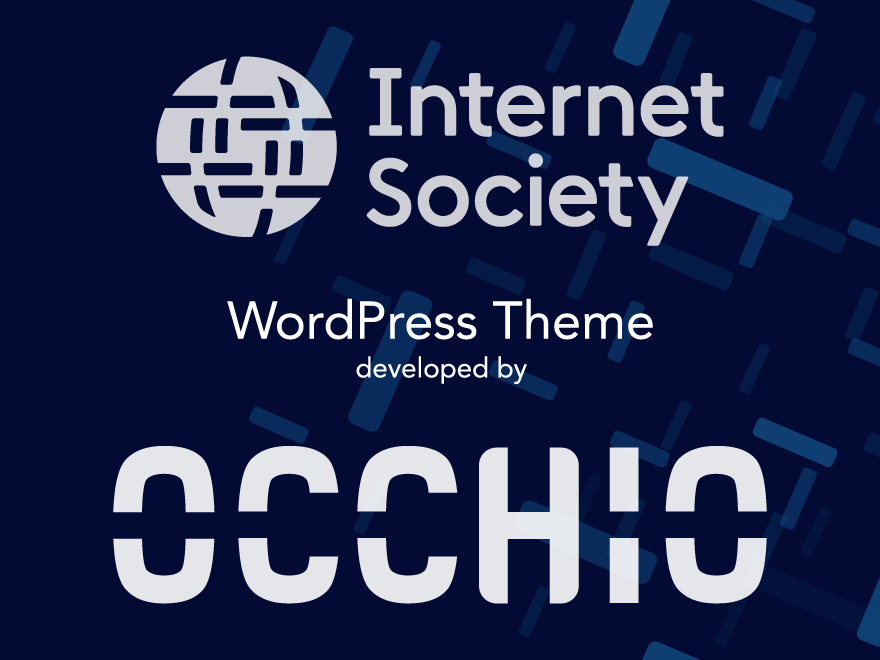 Internet
Society
WordPress Theme
developed by
OCCHIO